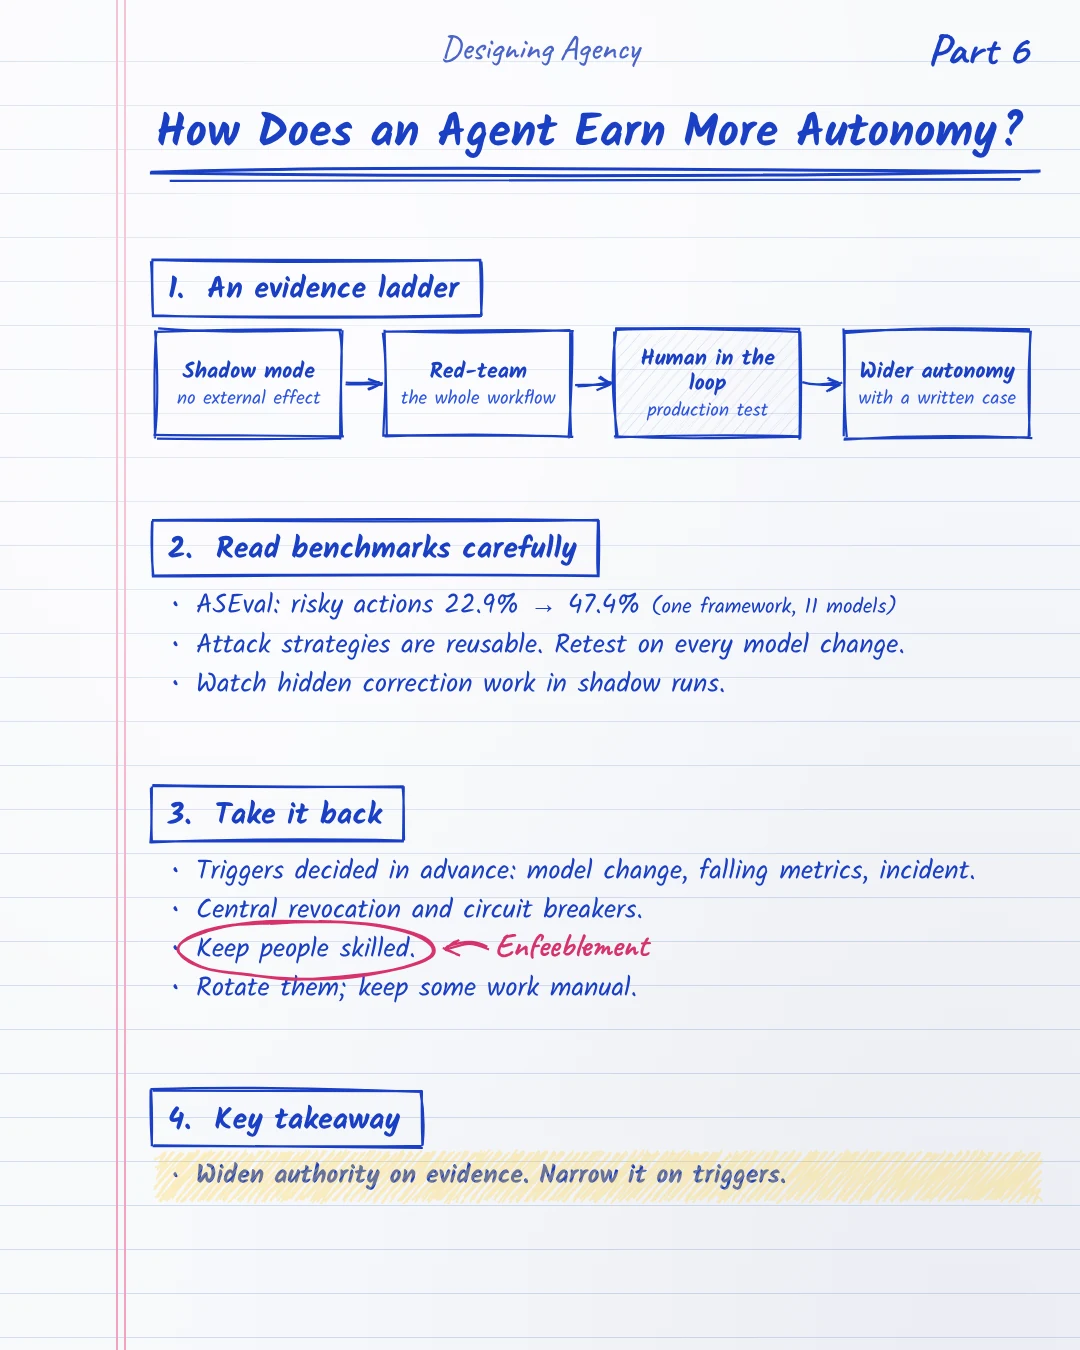 Designing Agency
Part 6
How Does an Agent Earn More Autonomy?
1. An evidence ladder
Shadow mode
no external effect
Red-team
the whole workflow
Human in the
loop
production test
Wider autonomy
with a written case
2. Read benchmarks carefully
· ASEval: risky actions 22.9% → 47.4% (one framework, 11 models)
· Attack strategies are reusable. Retest on every model change.
· Watch hidden correction work in shadow runs.
3. Take it back
· Triggers decided in advance: model change, falling metrics, incident.
· Central revocation and circuit breakers.
· Keep people skilled. ← Enfeeblement
· Rotate them; keep some work manual.
4. Key takeaway
· Widen authority on evidence. Narrow it on triggers.